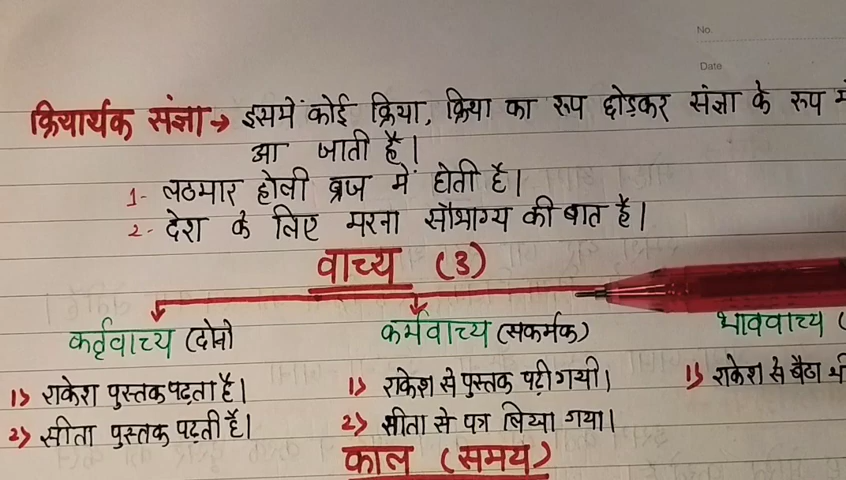 No.
Date
क्रियार्थक संज्ञा → इसमें कोई क्रिया, क्रिया का रूप छोड़कर संज्ञा के रूप में
आ जाती है।
1- लठमार होली ब्रज में होती है।
2- देश के लिए मरना सौभाग्य की बात है।
वाच्य (3)
कर्तृवाच्य (दोनों कर्मवाच्य (सकर्मक) भाववाच्य (
1) राकेश पुस्तक पढ़ता है। 1) राकेश से पुस्तक पढ़ी गयी। 1) राकेश से बैठा भी
2) सीता पुस्तक पढ़ती है। 2) सीता से पत्र लिखा गया।
काल (समय)